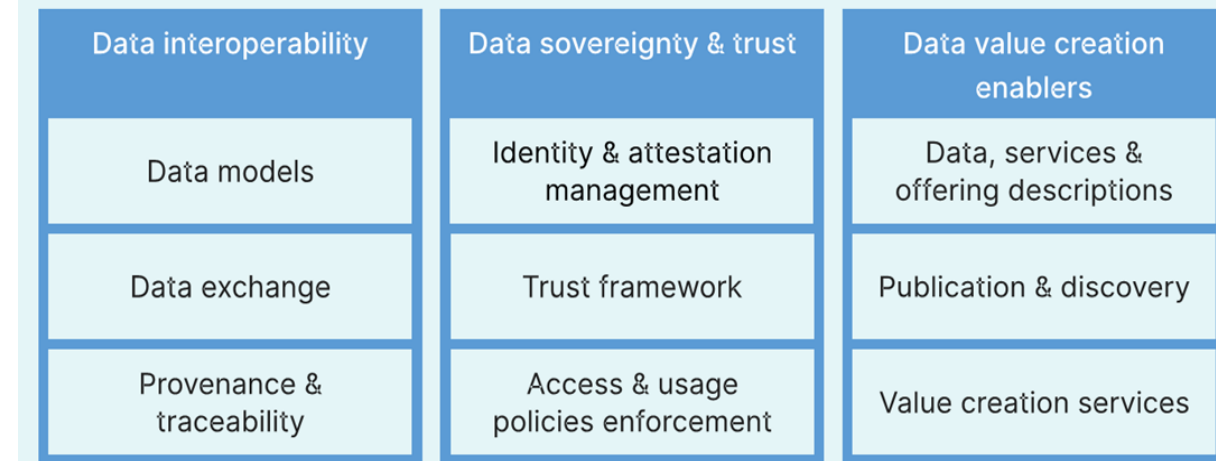 Data interoperability
Data models
Data exchange
Provenance &
traceability
Data sovereignty & trust
Identity & attestation
management
Trust framework
Access & usage
policies enforcement
Data value creation
enablers
Data, services &
offering descriptions
Publication & discovery
Value creation services